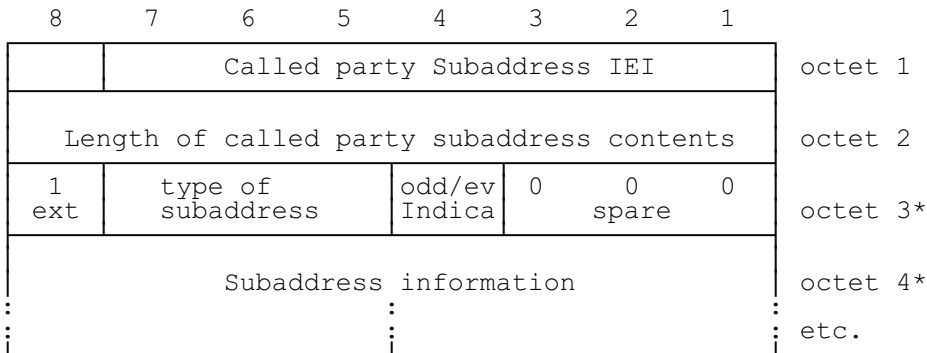 8 7 6 5 4 3 2 1
Called party Subaddress IEI octet 1
Length of called party subaddress contents octet 2
1 type of odd/ev 0 0 0
ext subaddress Indica spare octet 3*
Subaddress information octet 4*
: : :
: : : etc.